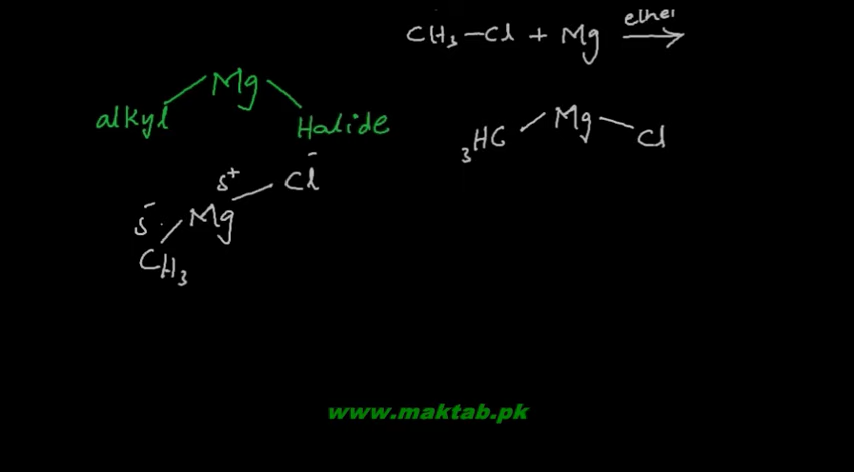 CH₃-Cl + Mg ether →
Mg
alkyl Halide
₃HC Mg Cl
δ⁺ Cl⁻
δ⁻ Mg
CH₃
www.maktab.pk